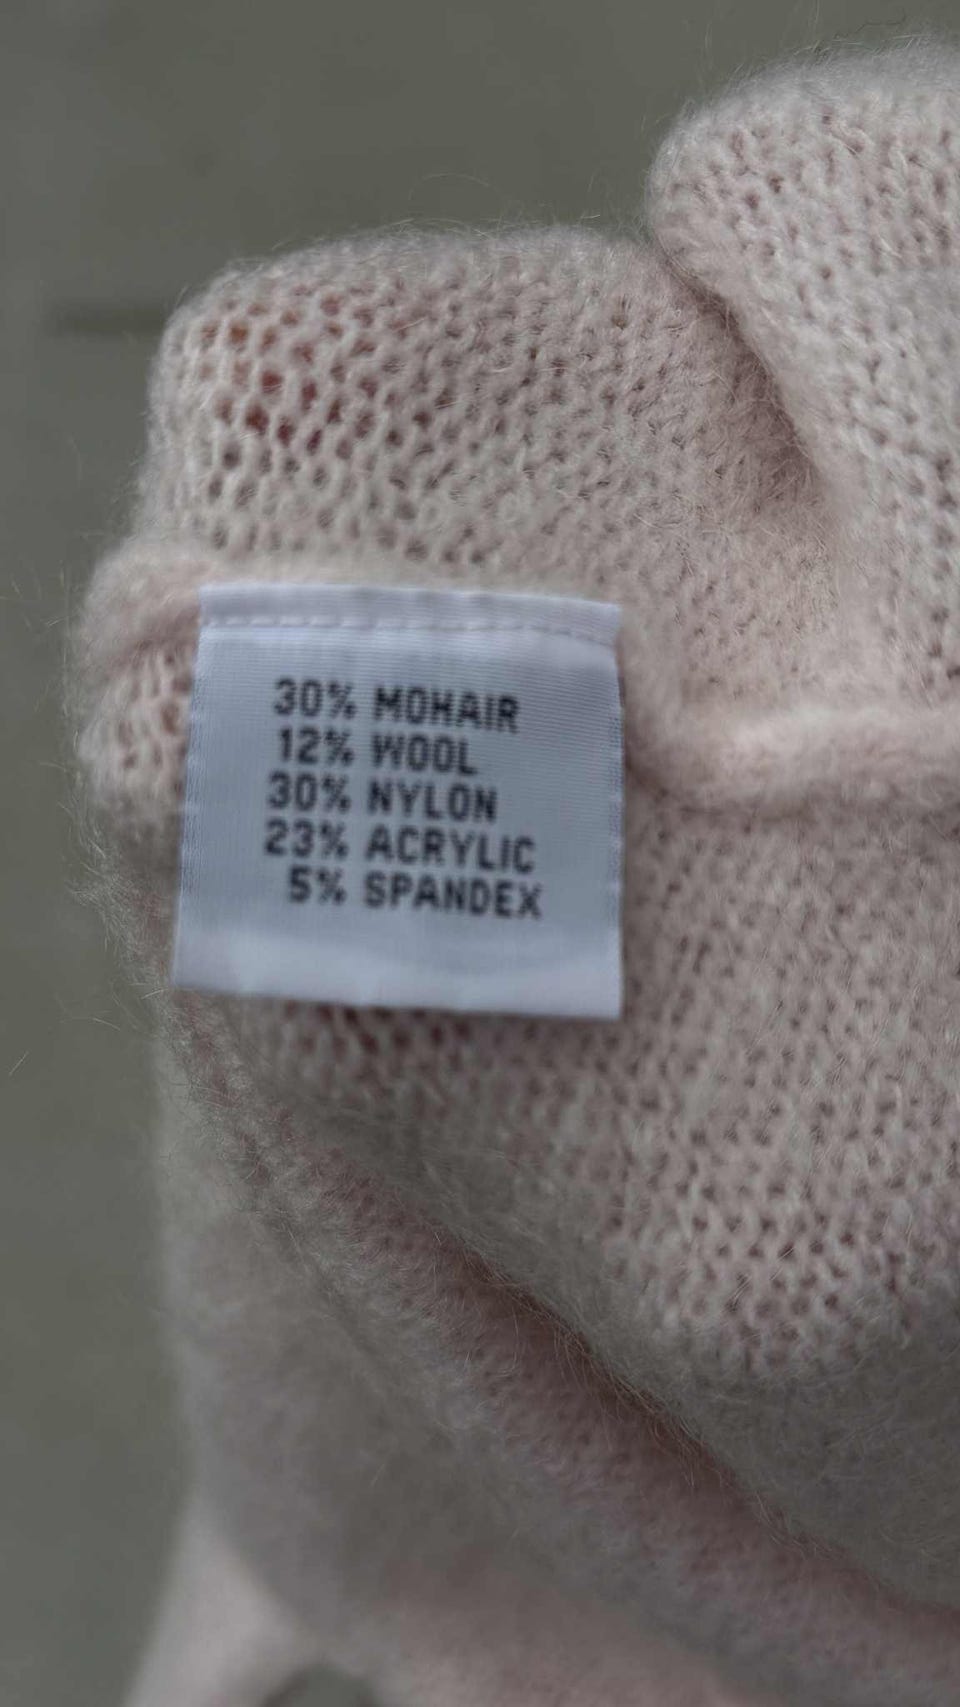 30% MOHAIR
12% WOOL
30% NYLON
23% ACRYLIC
5% SPANDEX